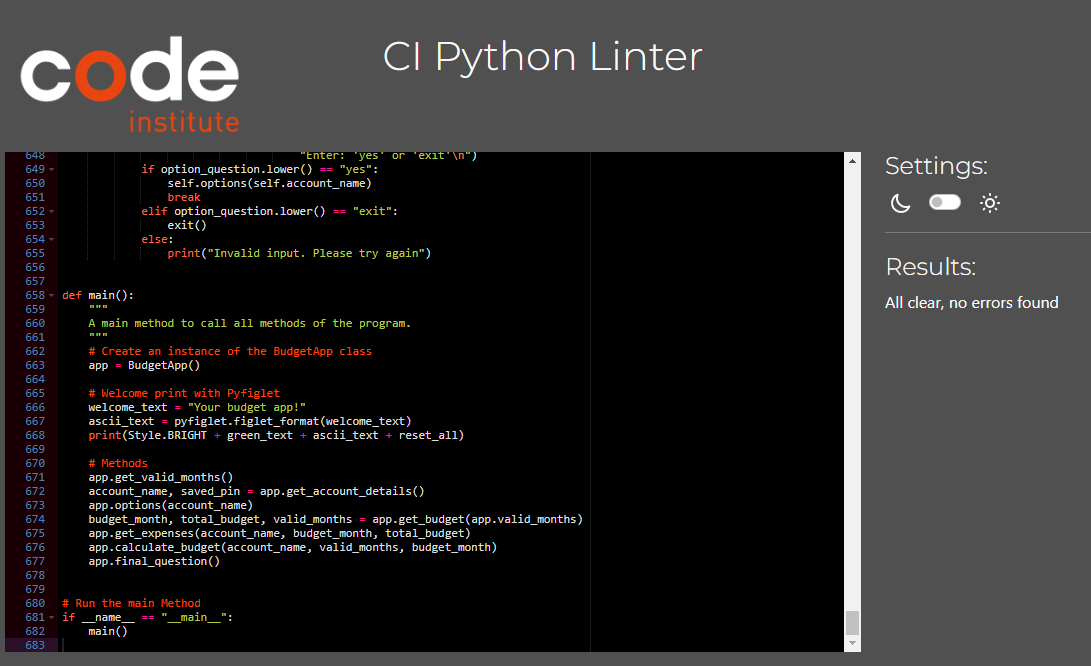 code
institute
CI Python Linter
648 "Enter: 'yes' or 'exit'\n")
649 if option_question.lower() == "yes":
650 self.options(self.account_name)
651 break
652 elif option_question.lower() == "exit":
653 exit()
654 else:
655 print("Invalid input. Please try again")
656
657
658 def main():
659 """
660 A main method to call all methods of the program.
661 """
662 # Create an instance of the BudgetApp class
663 app = BudgetApp()
664
665 # Welcome print with Pyfiglet
666 welcome_text = "Your budget app!"
667 ascii_text = pyfiglet.figlet_format(welcome_text)
668 print(Style.BRIGHT + green_text + ascii_text + reset_all)
669
670 # Methods
671 app.get_valid_months()
672 account_name, saved_pin = app.get_account_details()
673 app.options(account_name)
674 budget_month, total_budget, valid_months = app.get_budget(app.valid_months)
675 app.get_expenses(account_name, budget_month, total_budget)
676 app.calculate_budget(account_name, valid_months, budget_month)
677 app.final_question()
678
679
680 # Run the main Method
681 if __name__ == "__main__":
682 main()
683
Settings:
Results:
All clear, no errors found